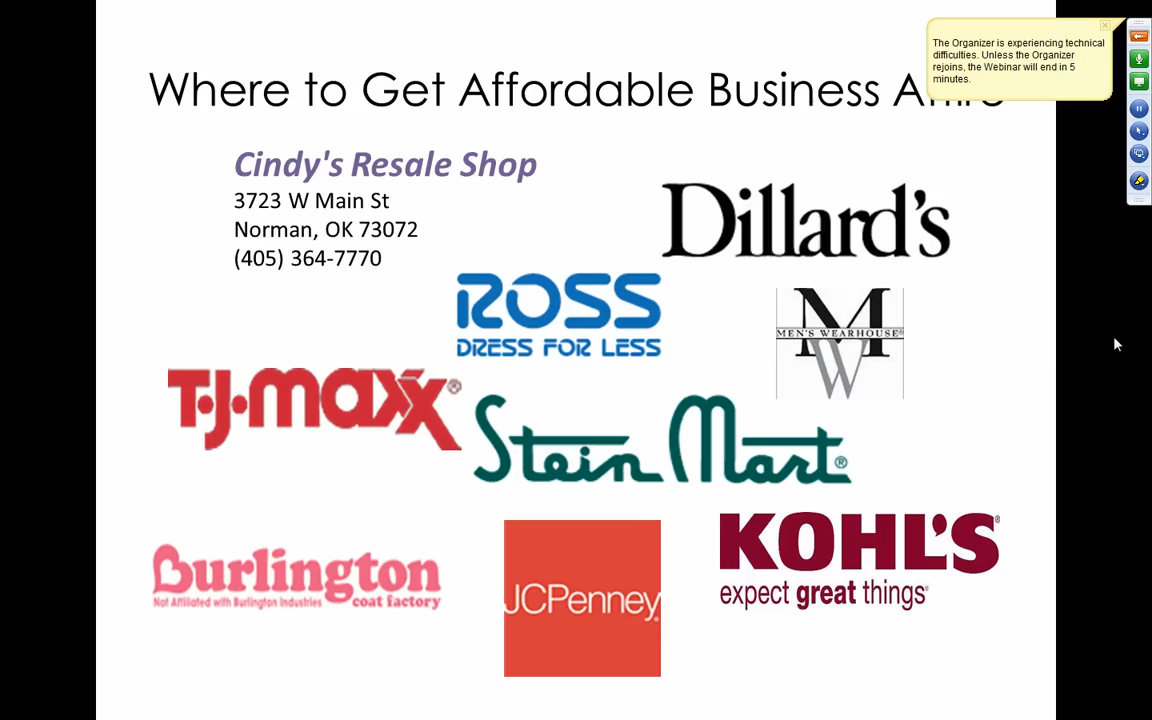 The Organizer is experiencing technical
difficulties. Unless the Organizer
rejoins, the Webinar will end in 5
minutes.
Where to Get Affordable Business
Cindy's Resale Shop
3723 W Main St
Norman, OK 73072
(405) 364-7770
Dillard's
ROSS
DRESS FOR LESS
M
MEN'S WEARHOUSE®
W
T·J·maxx®
Stein Mart®
Burlington
Not Affiliated with Burlington Industries
coat factory
JCPenney®
KOHL'S®
expect great things®